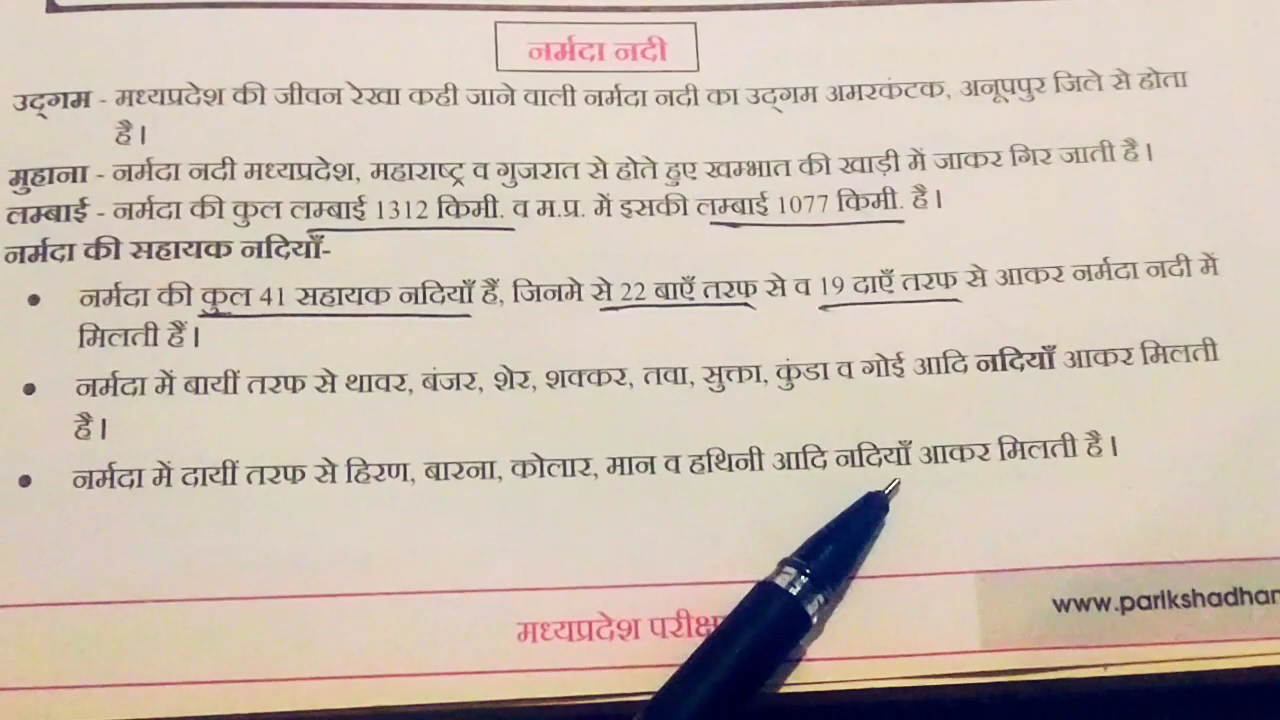 नर्मदा नदी
उद्गम - मध्यप्रदेश की जीवन रेखा कही जाने वाली नर्मदा नदी का उद्गम अमरकंटक, अनूपपुर जिले से होता
है।
मुहाना - नर्मदा नदी मध्यप्रदेश, महाराष्ट्र व गुजरात से होते हुए खम्भात की खाड़ी में जाकर गिर जाती है।
लम्बाई - नर्मदा की कुल लम्बाई 1312 किमी. व म.प्र. में इसकी लम्बाई 1077 किमी. है।
नर्मदा की सहायक नदियाँ-
• नर्मदा की कुल 41 सहायक नदियाँ हैं, जिनमे से 22 बाएँ तरफ से व 19 दाएँ तरफ से आकर नर्मदा नदी में
मिलती हैं।
• नर्मदा में बायीं तरफ से थावर, बंजर, शेर, शक्कर, तवा, सुक्ता, कुंडा व गोई आदि नदियाँ आकर मिलती
है।
• नर्मदा में दायीं तरफ से हिरण, बारना, कोलार, मान व हथिनी आदि नदियाँ आकर मिलती है।
मध्यप्रदेश